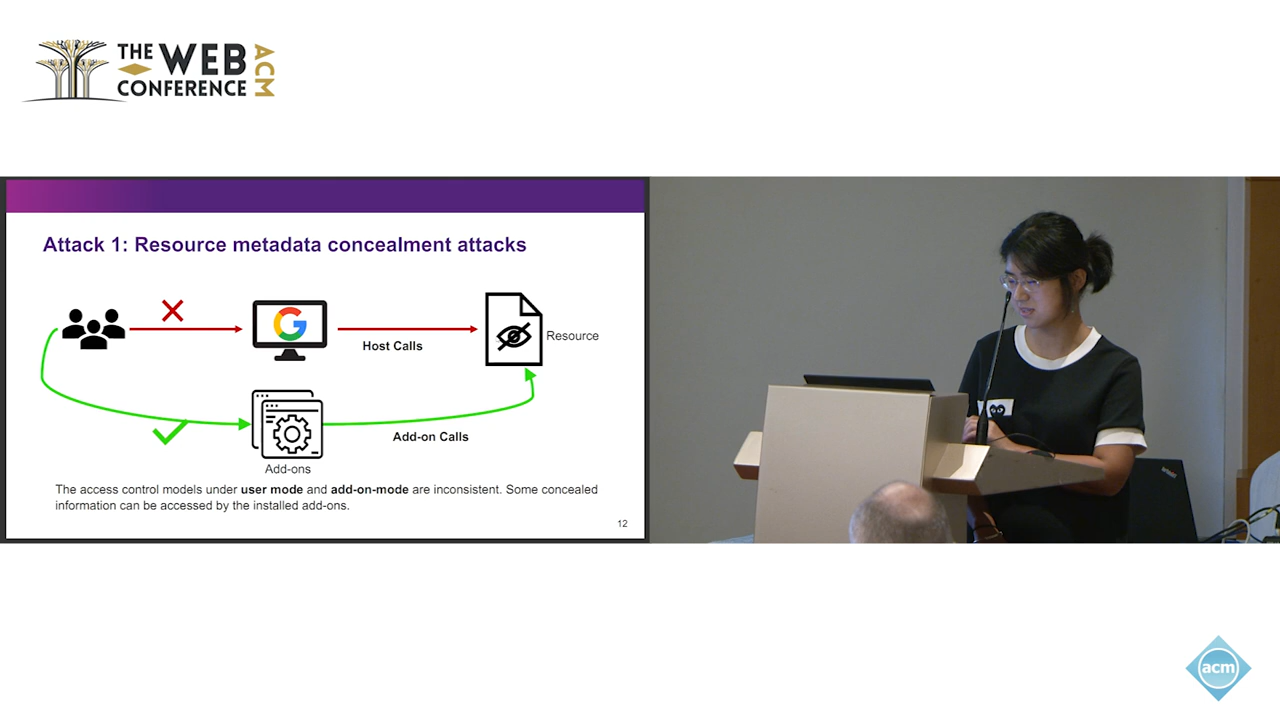 THE WEB
CONFERENCE
ACM
Attack 1: Resource metadata concealment attacks
Resource
Host Calls
Add-on Calls
Add-ons
The access control models under user mode and add-on-mode are inconsistent. Some concealed
information can be accessed by the installed add-ons.
12
acm